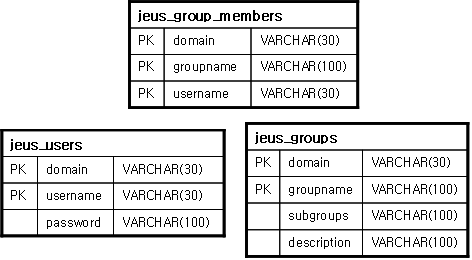 jeus_group_members
PK domain VARCHAR(30)
PK groupname VARCHAR(100)
PK username VARCHAR(30)
jeus_users
PK domain VARCHAR(30)
PK username VARCHAR(30)
password VARCHAR(100)
jeus_groups
PK domain VARCHAR(30)
PK groupname VARCHAR(100)
subgroups VARCHAR(100)
description VARCHAR(100)